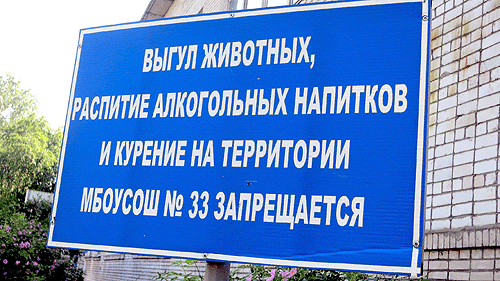 ВЫГУЛ ЖИВОТНЫХ,
РАСПИТИЕ АЛКОГОЛЬНЫХ НАПИТКОВ
И КУРЕНИЕ НА ТЕРРИТОРИИ
МБОУСОШ № 33 ЗАПРЕЩАЕТСЯ